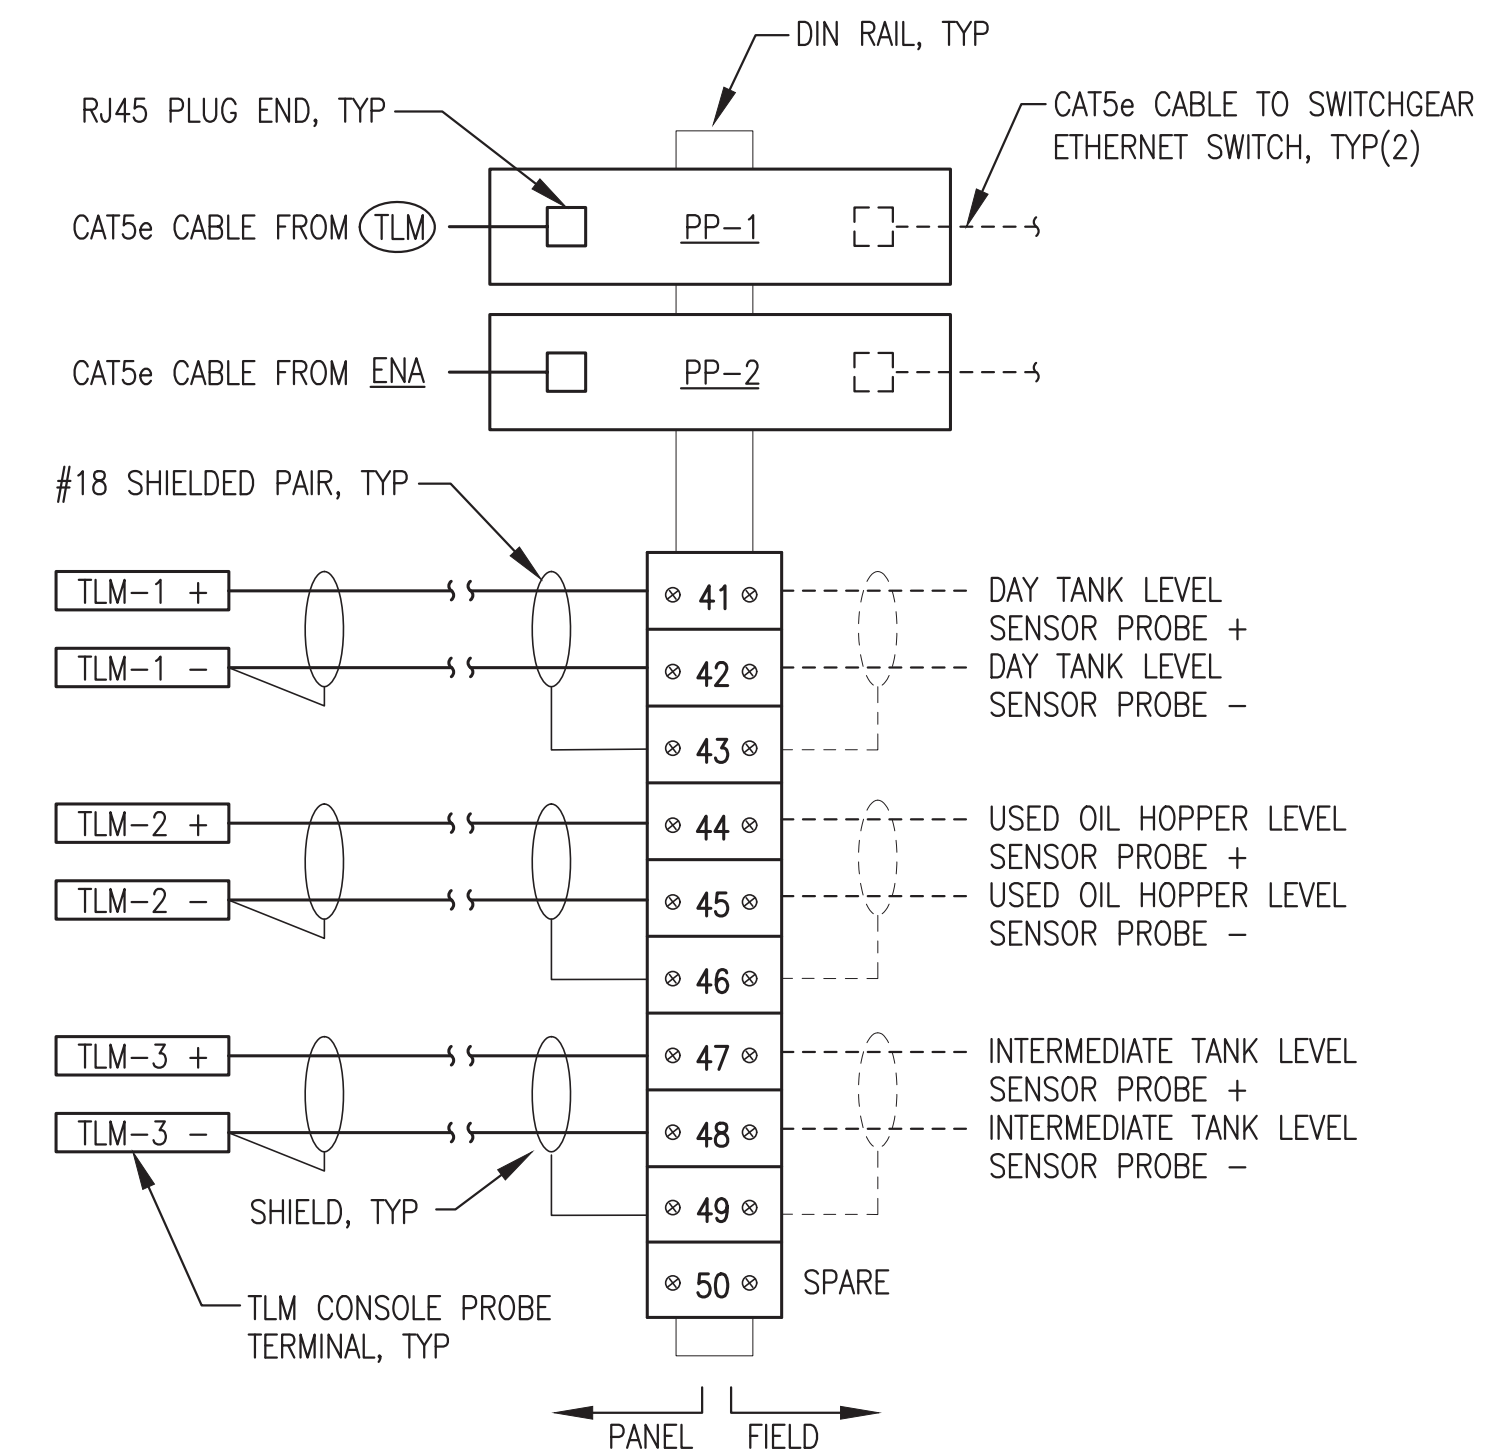 DIN RAIL, TYP
RJ45 PLUG END, TYP
CAT5e CABLE TO SWITCHGEAR
ETHERNET SWITCH, TYP(2)
CAT5e CABLE FROM TLM
PP-1
CAT5e CABLE FROM ENA
PP-2
#18 SHIELDED PAIR, TYP
TLM-1 +
41
DAY TANK LEVEL
SENSOR PROBE +
TLM-1 -
42
DAY TANK LEVEL
SENSOR PROBE -
43
TLM-2 +
44
USED OIL HOPPER LEVEL
SENSOR PROBE +
TLM-2 -
45
USED OIL HOPPER LEVEL
SENSOR PROBE -
46
TLM-3 +
47
INTERMEDIATE TANK LEVEL
SENSOR PROBE +
TLM-3 -
48
INTERMEDIATE TANK LEVEL
SENSOR PROBE -
SHIELD, TYP
49
50
SPARE
TLM CONSOLE PROBE
TERMINAL, TYP
PANEL
FIELD